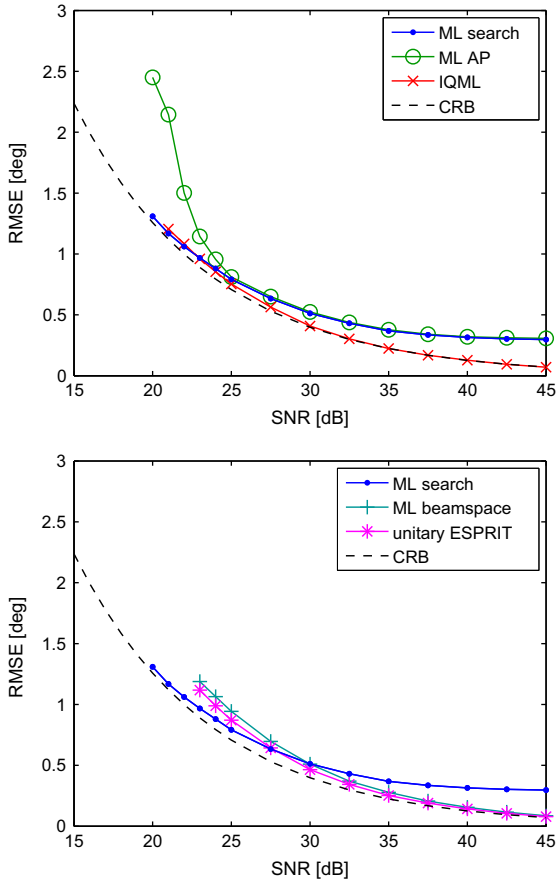 3
2.5
2
1.5
1
0.5
0
RMSE [deg]
15 20 25 30 35 40 45
SNR [dB]
ML search
ML AP
IQML
CRB
3
2.5
2
1.5
1
0.5
0
RMSE [deg]
15 20 25 30 35 40 45
SNR [dB]
ML search
ML beamspace
unitary ESPRIT
CRB